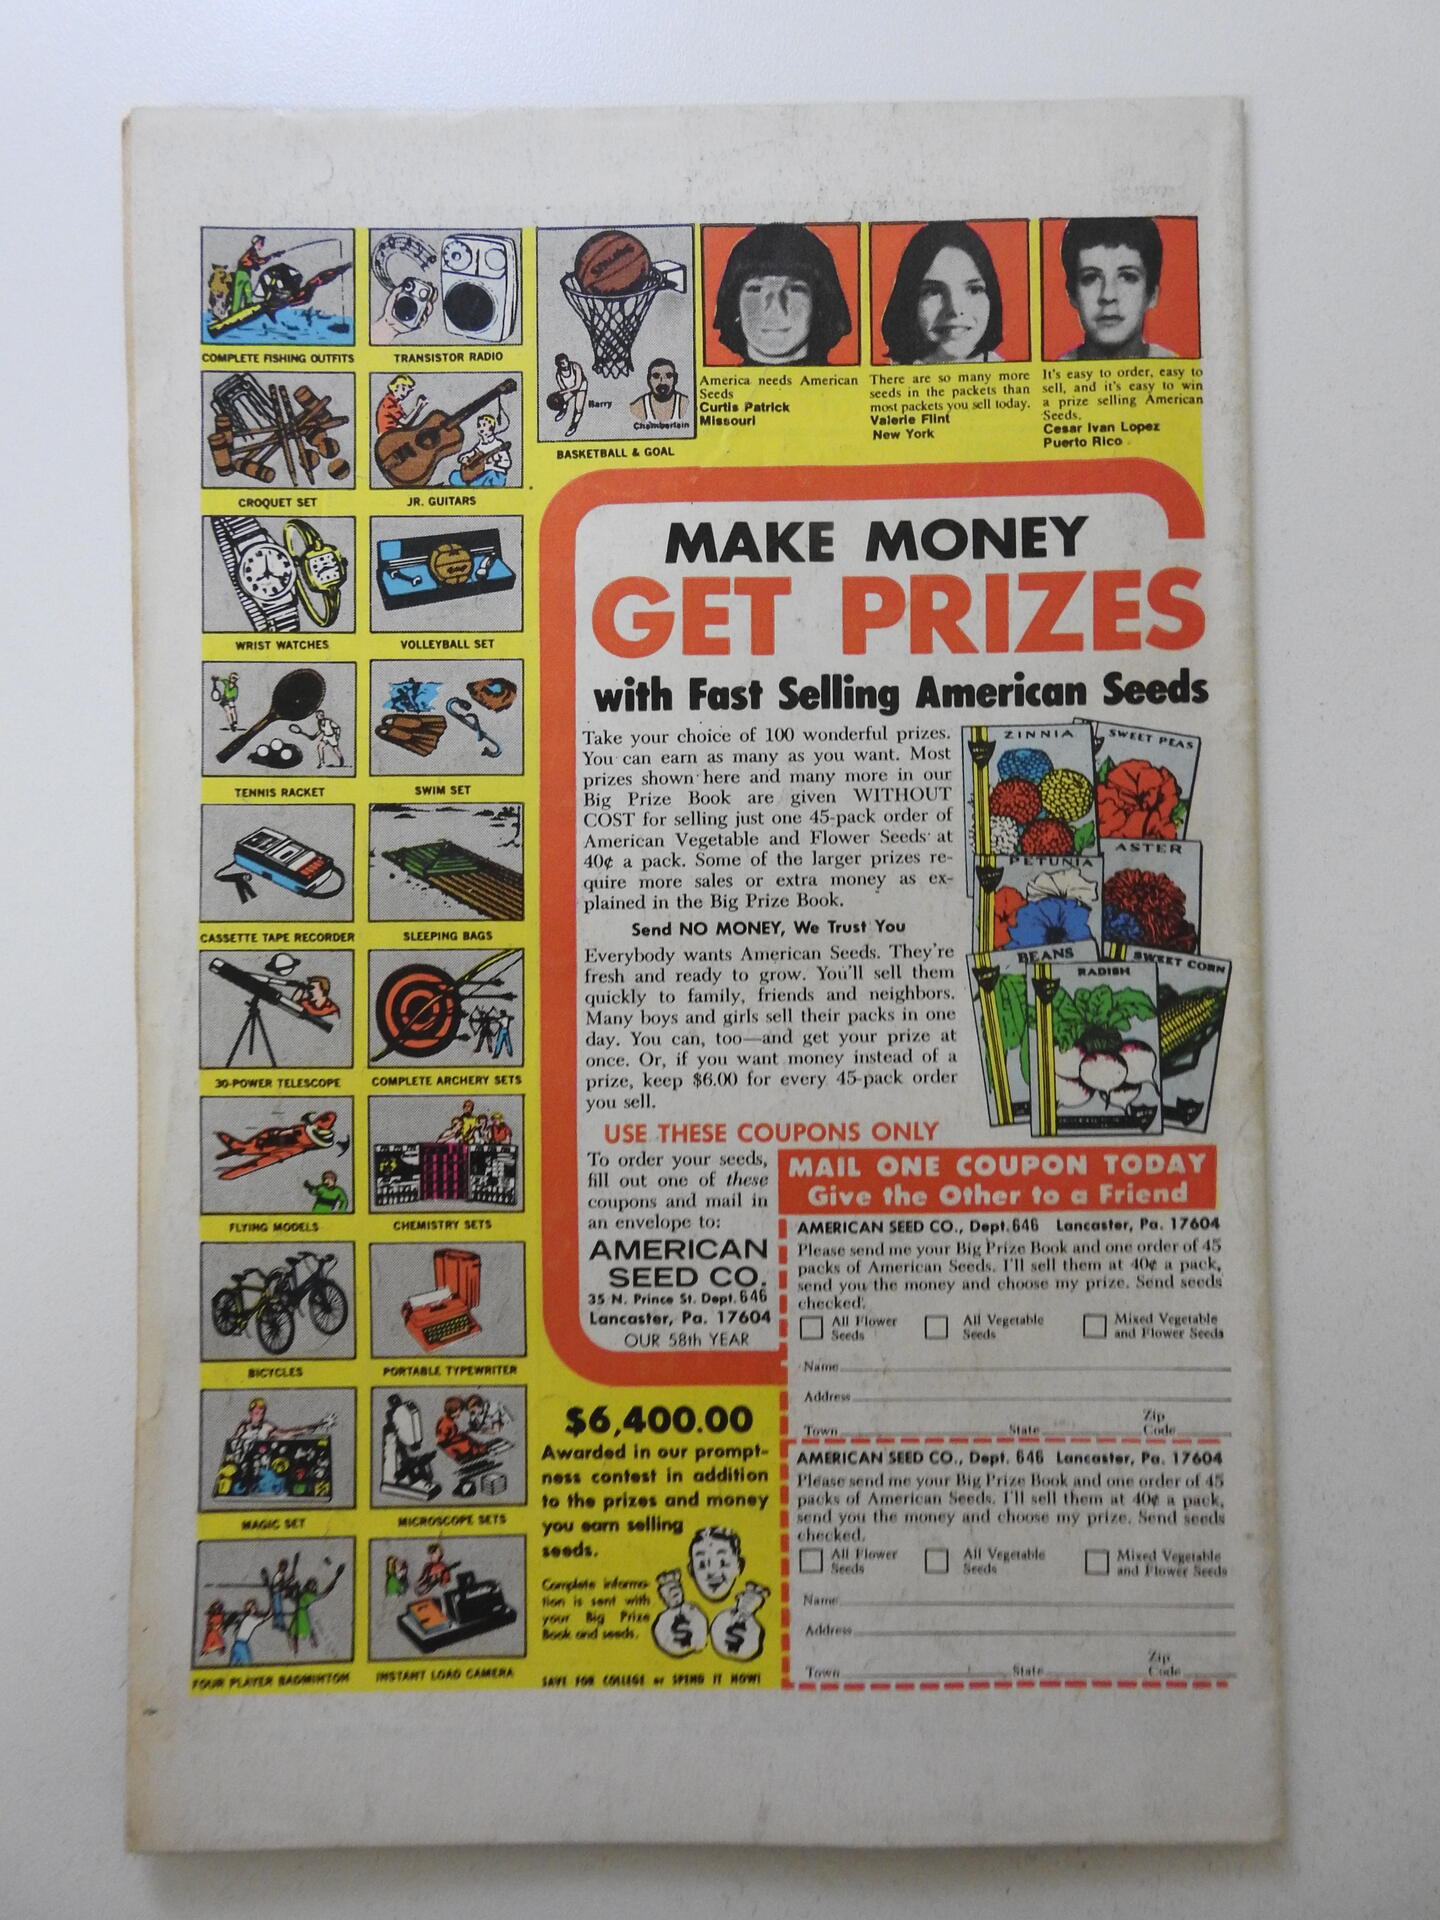 COMPLETE FISHING OUTFITS
TRANSISTOR RADIO
CROQUET SET
JR. GUITARS
WRIST WATCHES
VOLLEYBALL SET
TENNIS RACKET
SWIM SET
CASSETTE TAPE RECORDER
SLEEPING BAGS
30-POWER TELESCOPE
COMPLETE ARCHERY SETS
FLYING MODELS
CHEMISTRY SETS
BICYCLES
PORTABLE TYPEWRITER
MAGIC SET
MICROSCOPE SETS
FOUR PLAYER BADMINTON
INSTANT LOAD CAMERA
SPALDING
Barry
Chamberlain
BASKETBALL & GOAL
America needs American
Seeds
Curtis Patrick
Missouri
There are so many more
seeds in the packets than
most packets you sell today.
Valerie Flint
New York
It's easy to order, easy to
sell, and it's easy to win
a prize selling American
Seeds.
Cesar Ivan Lopez
Puerto Rico
MAKE MONEY
GET PRIZES
with Fast Selling American Seeds
Take your choice of 100 wonderful prizes.
You can earn as many as you want. Most
prizes shown here and many more in our
Big Prize Book are given WITHOUT
COST for selling just one 45-pack order of
American Vegetable and Flower Seeds at
40¢ a pack. Some of the larger prizes re-
quire more sales or extra money as ex-
plained in the Big Prize Book.
Send NO MONEY, We Trust You
Everybody wants American Seeds. They're
fresh and ready to grow. You'll sell them
quickly to family, friends and neighbors.
Many boys and girls sell their packs in one
day. You can, too—and get your prize at
once. Or, if you want money instead of a
prize, keep $6.00 for every 45-pack order
you sell.
ZINNIA
SWEET PEAS
PETUNIA
ASTER
BEANS
RADISH
SWEET CORN
USE THESE COUPONS ONLY
To order your seeds,
fill out one of these
coupons and mail in
an envelope to:
AMERICAN
SEED CO.
35 N. Prince St. Dept. 646
Lancaster, Pa. 17604
OUR 58th YEAR
MAIL ONE COUPON TODAY
Give the Other to a Friend
AMERICAN SEED CO., Dept. 646 Lancaster, Pa. 17604
Please send me your Big Prize Book and one order of 45
packs of American Seeds. I'll sell them at 40¢ a pack,
send you the money and choose my prize. Send seeds
checked.
All Flower
Seeds
All Vegetable
Seeds
Mixed Vegetable
and Flower Seeds
Name
Address
Town State Zip
Code
AMERICAN SEED CO., Dept. 646 Lancaster, Pa. 17604
Please send me your Big Prize Book and one order of 45
packs of American Seeds. I'll sell them at 40¢ a pack,
send you the money and choose my prize. Send seeds
checked.
All Flower
Seeds
All Vegetable
Seeds
Mixed Vegetable
and Flower Seeds
Name
Address
Town State Zip
Code
$6,400.00
Awarded in our prompt-
ness contest in addition
to the prizes and money
you earn selling
seeds.
Complete informa-
tion is sent with
your Big Prize
Book and seeds.
$ $
SAVE FOR COLLEGE or SPEND IT NOW!